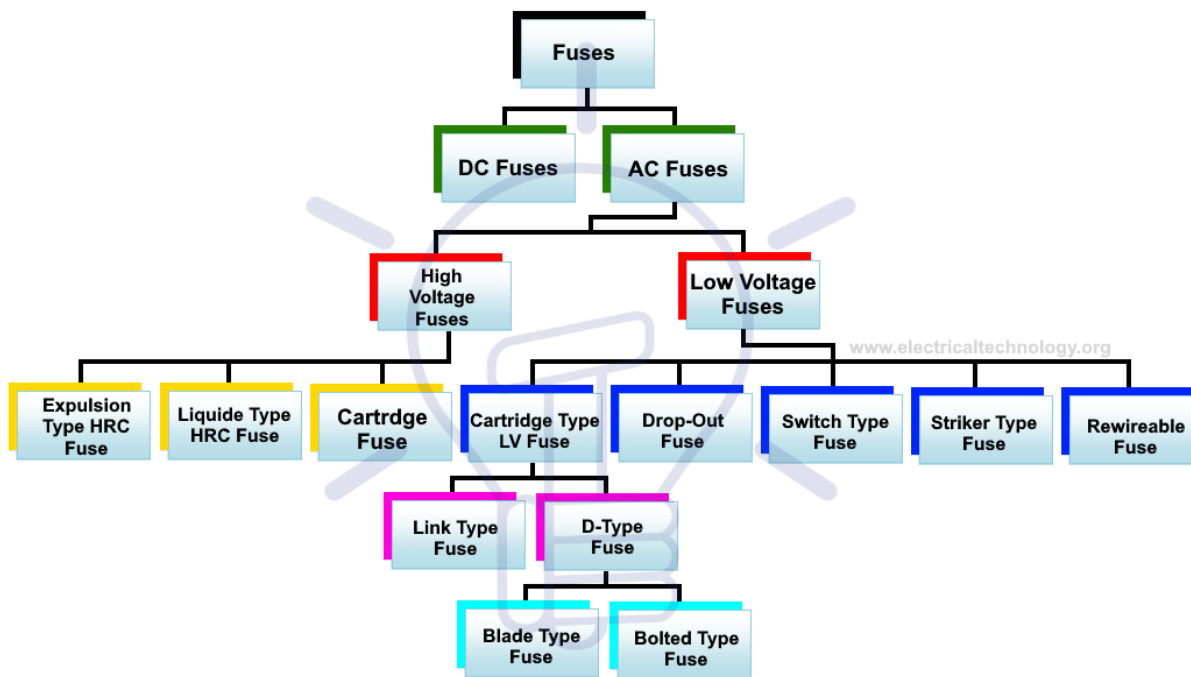 Fuses
DC Fuses
AC Fuses
High
Voltage
Fuses
Low Voltage
Fuses
www.electricaltechnology.org
Expulsion
Type HRC
Fuse
Liquide Type
HRC Fuse
Cartrdge
Fuse
Cartridge Type
LV Fuse
Drop-Out
Fuse
Switch Type
Fuse
Striker Type
Fuse
Rewireable
Fuse
Link Type
Fuse
D-Type
Fuse
Blade Type
Fuse
Bolted Type
Fuse